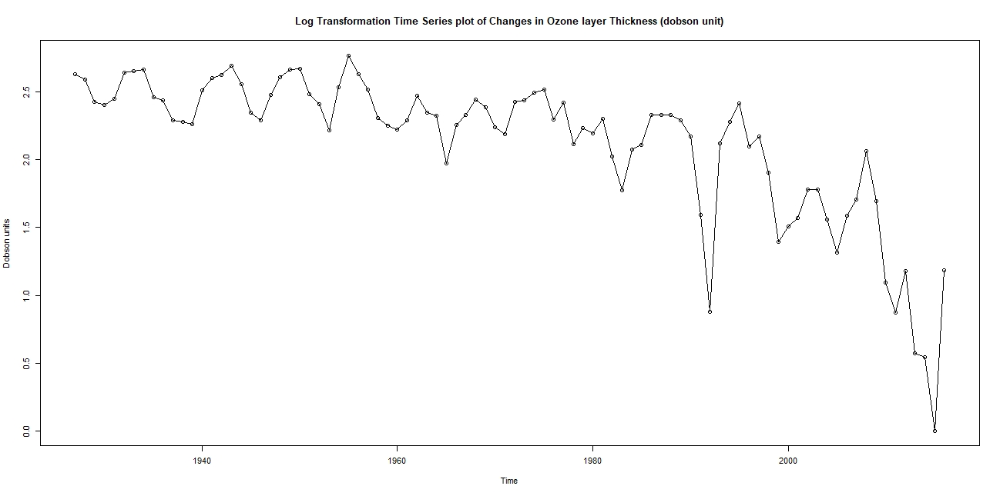 Log Transformation Time Series plot of Changes in Ozone layer Thickness (dobson unit)
Dobson units
2.5
2.0
1.5
1.0
0.5
0.0
1940 1960 1980 2000
Time